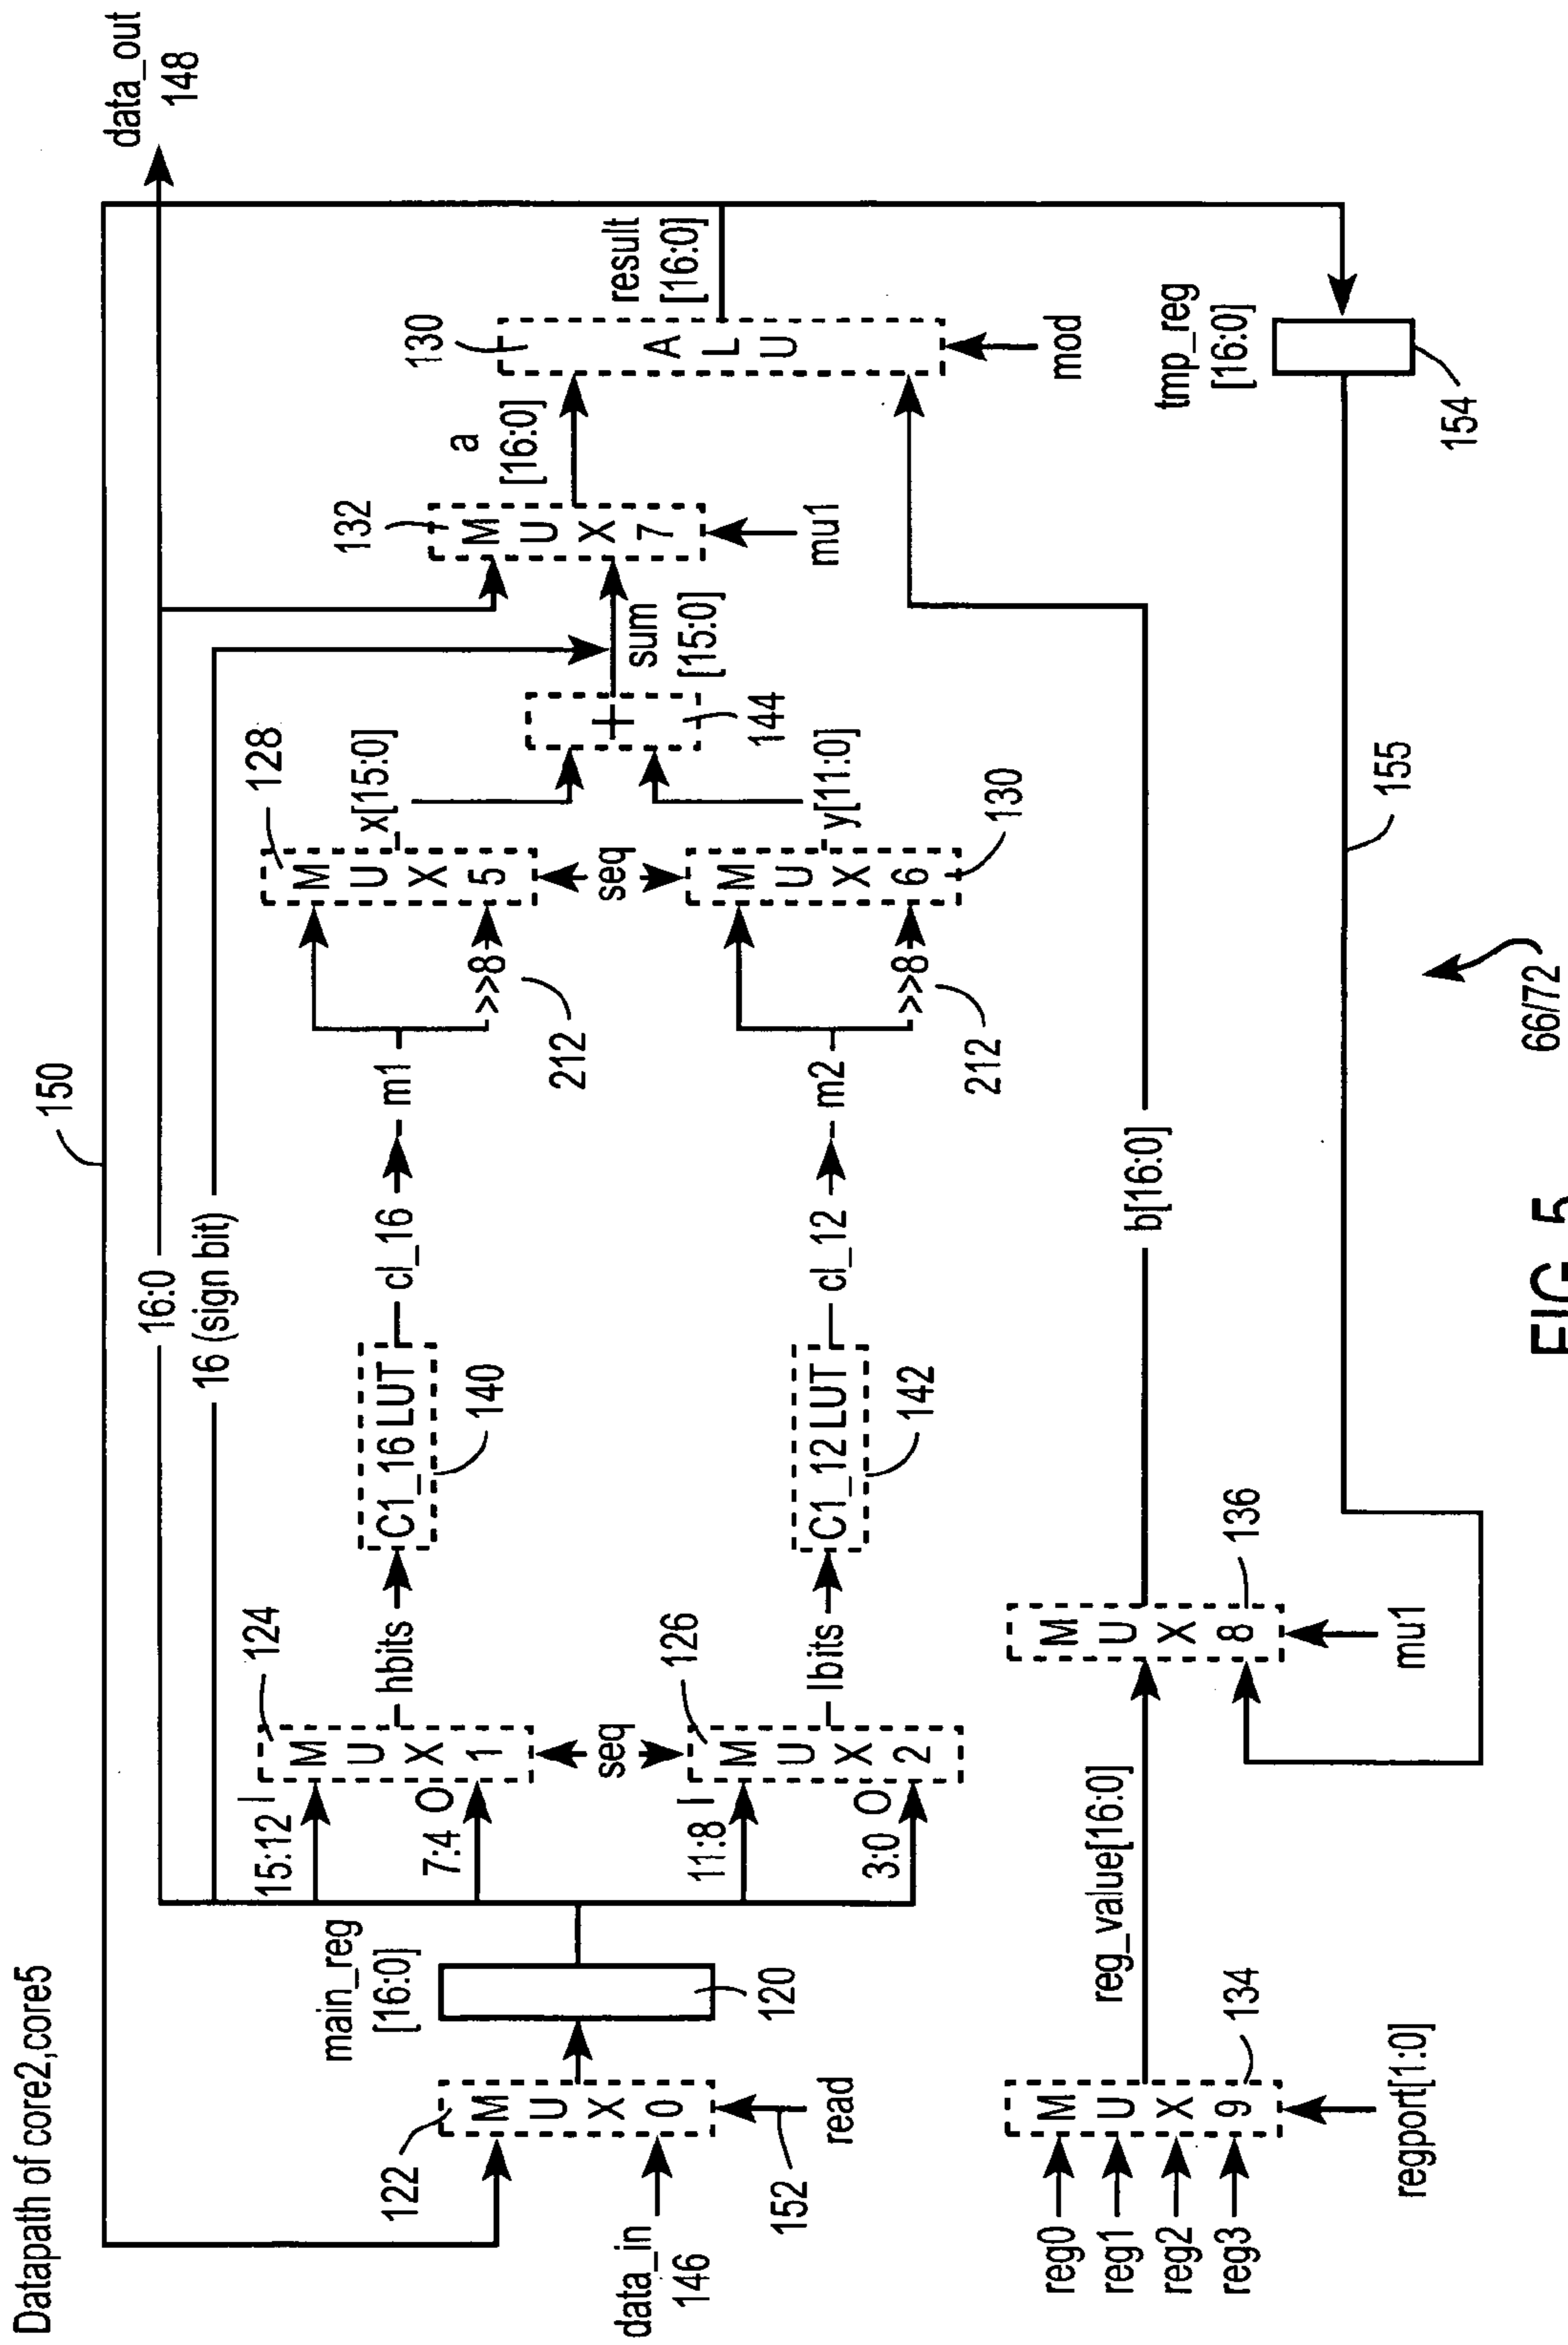 Datapath of core2,core5
150
data_out
148
16:0
16 (sign bit)
122
M
U
X
0
data_in
146
152
read
main_reg
[16:0]
120
15:12
I
7:4
O
124
M
U
X
1
seq
11:8
I
3:0
O
126
M
U
X
2
hbits
C1_16 LUT
140
cl_16
m1
>>8
212
128
M
U
X
5
x[15:0]
seq
lbits
C1_12 LUT
142
cl_12
m2
>>8
212
M
U
X
6
130
y[11:0]
+
144
sum
[15:0]
132
M
U
X
7
mu1
a
[16:0]
130
A
L
U
mod
result
[16:0]
reg0
reg1
reg2
reg3
M
U
X
9
134
regport[1:0]
reg_value[16:0]
M
U
X
8
136
mu1
b[16:0]
155
tmp_reg
[16:0]
154
66/72
FIG. 5